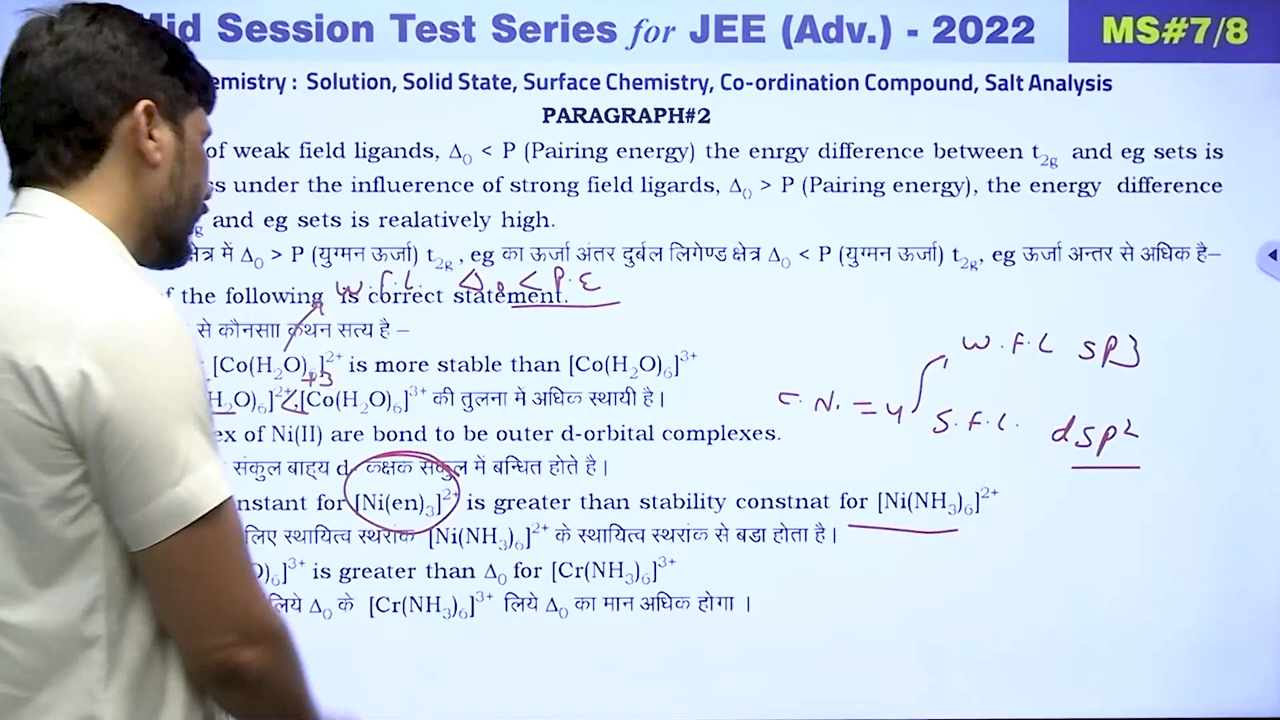 Mid Session Test Series for JEE (Adv.) - 2022
MS#7/8
emistry : Solution, Solid State, Surface Chemistry, Co-ordination Compound, Salt Analysis
PARAGRAPH#2
of weak field ligands, Δ₀ < P (Pairing energy) the enrgy difference between t₂g and eg sets is
s under the influerence of strong field ligards, Δ₀ > P (Pairing energy), the energy difference
g and eg sets is realatively high.
क्षेत्र में Δ₀ > P (युग्मन ऊर्जा) t₂g , eg का ऊर्जा अंतर दुर्बल लिगेण्ड क्षेत्र Δ₀ < P (युग्मन ऊर्जा) t₂g, eg ऊर्जा अन्तर से अधिक है–
W.F.L. Δ₀ < P.E
f the following is correct statement.
से कौनसाा कथन सत्य है –
W.F.L sp3
[Co(H₂O)₆]²⁺ is more stable than [Co(H₂O)₆]³⁺
+3
H₂O)₆]²⁺, < [Co(H₂O)₆]³⁺ की तुलना में अधिक स्थायी है।
C.N. = 4
S.F.L. dsp²
ex of Ni(II) are bond to be outer d-orbital complexes.
संकुल बाह्य d- कक्षक संकुल में बन्धित होते है।
nstant for [Ni(en)₃]²⁺ is greater than stability constnat for [Ni(NH₃)₆]²⁺
लिए स्थायित्व स्थरांक [Ni(NH₃)₆]²⁺ के स्थायित्व स्थरांक से बडा होता है।
O)₆]³⁺ is greater than Δ₀ for [Cr(NH₃)₆]³⁺
लिये Δ₀ के [Cr(NH₃)₆]³⁺ लिये Δ₀ का मान अधिक होगा ।